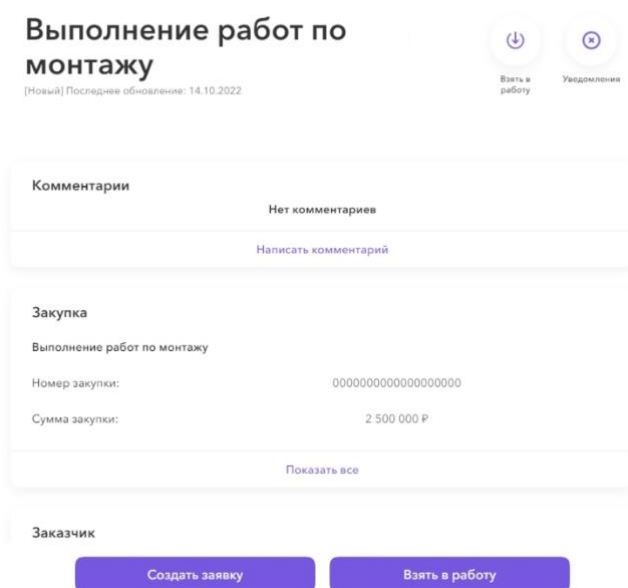 Выполнение работ по
монтажу
[Новый] Последнее обновление: 14.10.2022
Взять в
работу
Уведомления
Комментарии
Нет комментариев
Написать комментарий
Закупка
Выполнение работ по монтажу
Номер закупки: 0000000000000000000
Сумма закупки: 2 500 000 ₽
Показать все
Заказчик
Создать заявку Взять в работу